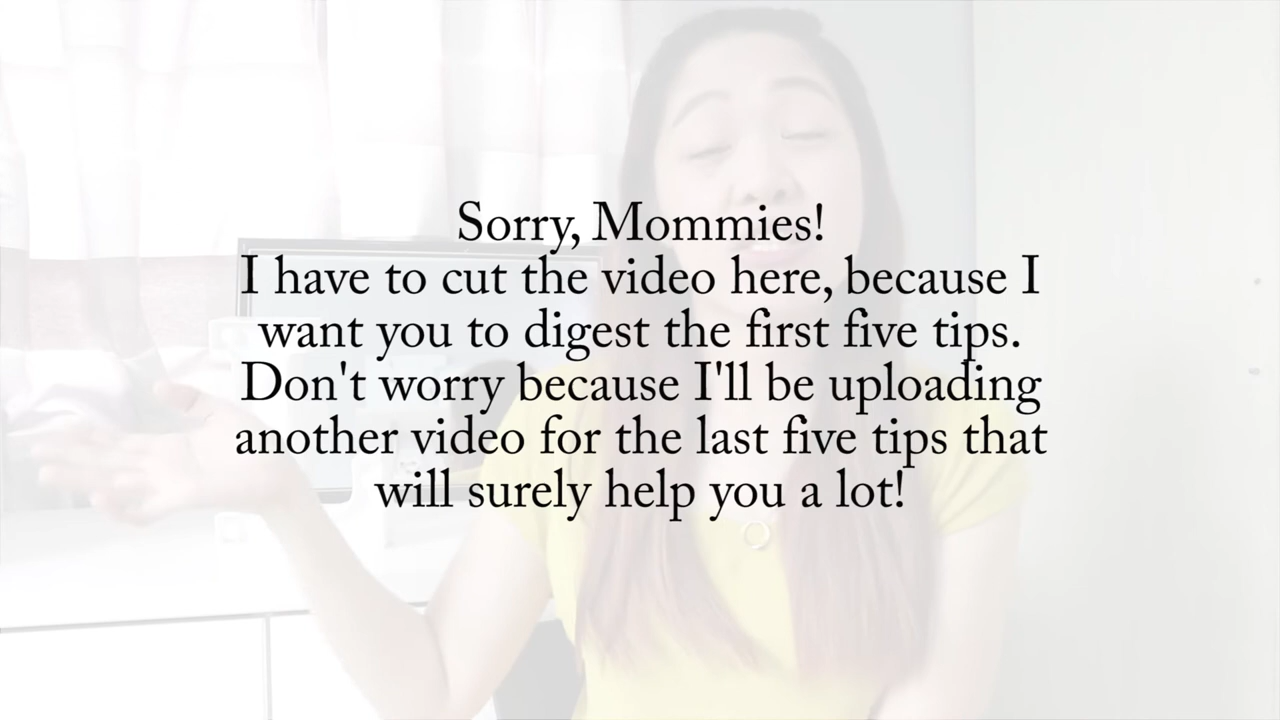 Sorry, Mommies!
I have to cut the video here, because I
want you to digest the first five tips.
Don't worry because I'll be uploading
another video for the last five tips that
will surely help you a lot!